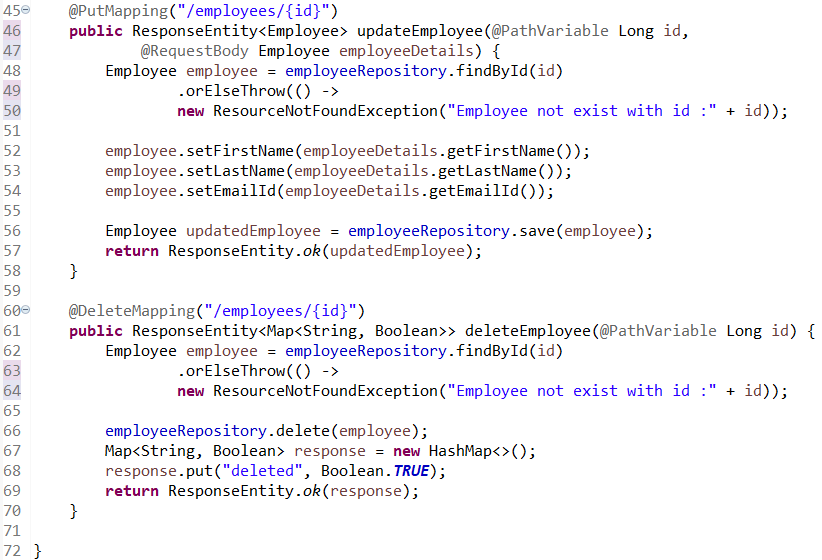 45 @PutMapping("/employees/{id}")
46 public ResponseEntity<Employee> updateEmployee(@PathVariable Long id,
47 @RequestBody Employee employeeDetails) {
48 Employee employee = employeeRepository.findById(id)
49 .orElseThrow(() ->
50 new ResourceNotFoundException("Employee not exist with id :" + id));
51
52 employee.setFirstName(employeeDetails.getFirstName());
53 employee.setLastName(employeeDetails.getLastName());
54 employee.setEmailId(employeeDetails.getEmailId());
55
56 Employee updatedEmployee = employeeRepository.save(employee);
57 return ResponseEntity.ok(updatedEmployee);
58 }
59
60 @DeleteMapping("/employees/{id}")
61 public ResponseEntity<Map<String, Boolean>> deleteEmployee(@PathVariable Long id) {
62 Employee employee = employeeRepository.findById(id)
63 .orElseThrow(() ->
64 new ResourceNotFoundException("Employee not exist with id :" + id));
65
66 employeeRepository.delete(employee);
67 Map<String, Boolean> response = new HashMap<>();
68 response.put("deleted", Boolean.TRUE);
69 return ResponseEntity.ok(response);
70 }
71
72 }